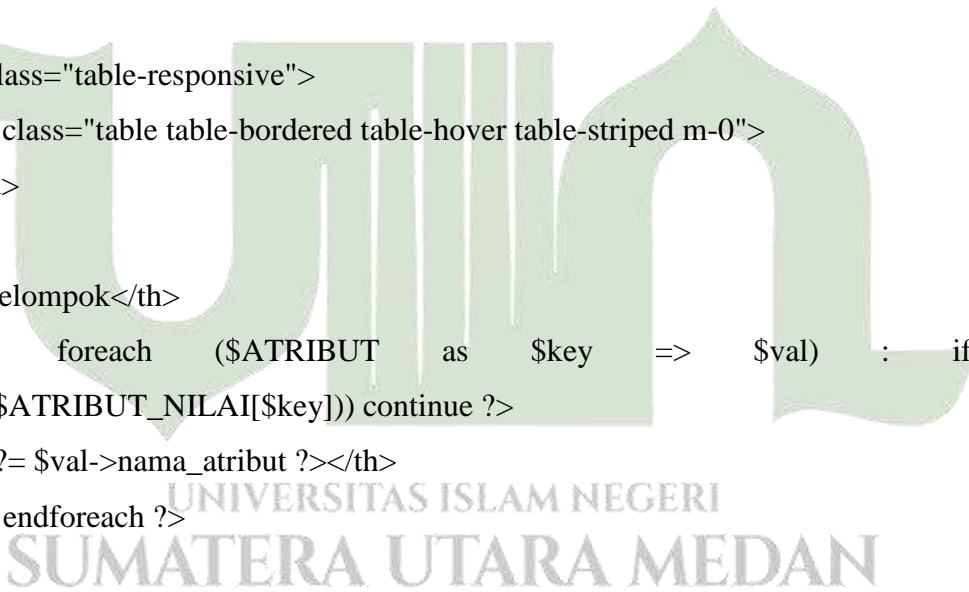 lass="table-responsive">
class="table table-bordered table-hover table-striped m-0">
>
elompok</th>
foreach ($ATRIBUT as $key => $val) : if
$ATRIBUT_NILAI[$key])) continue ?>
?= $val->nama_atribut ?></th>
endforeach ?>
UNIVERSITAS ISLAM NEGERI
SUMATERA UTARA MEDAN